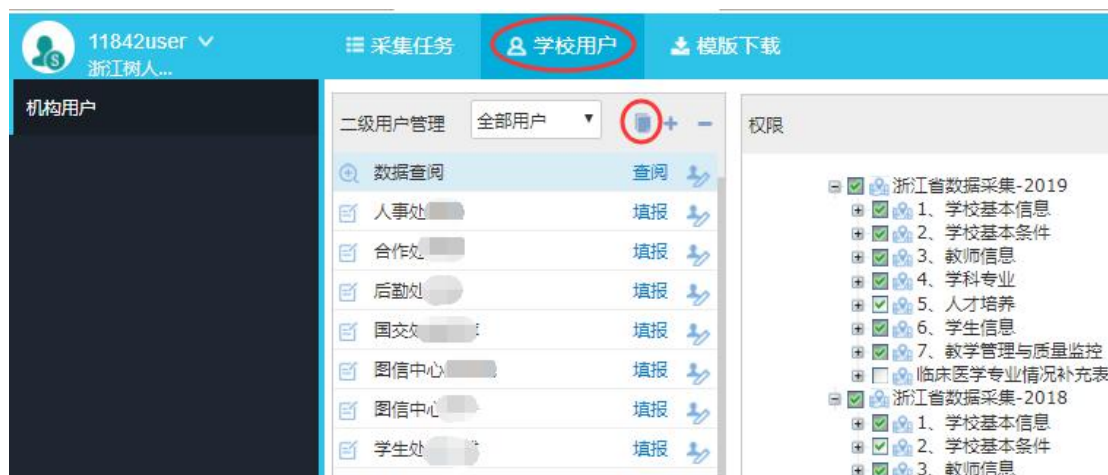 11842user
浙江树人...
采集任务
学校用户
模版下载
机构用户
二级用户管理
全部用户
权限
数据查阅 查阅
人事处 填报
合作处 填报
后勤处 填报
国交处 填报
图信中心 填报
图信中心 填报
学生处 填报
浙江省数据采集-2019
1、学校基本信息
2、学校基本条件
3、教师信息
4、学科专业
5、人才培养
6、学生信息
7、教学管理与质量监控
临床医学专业情况补充表
浙江省数据采集-2018
1、学校基本信息
2、学校基本条件
3、教师信息